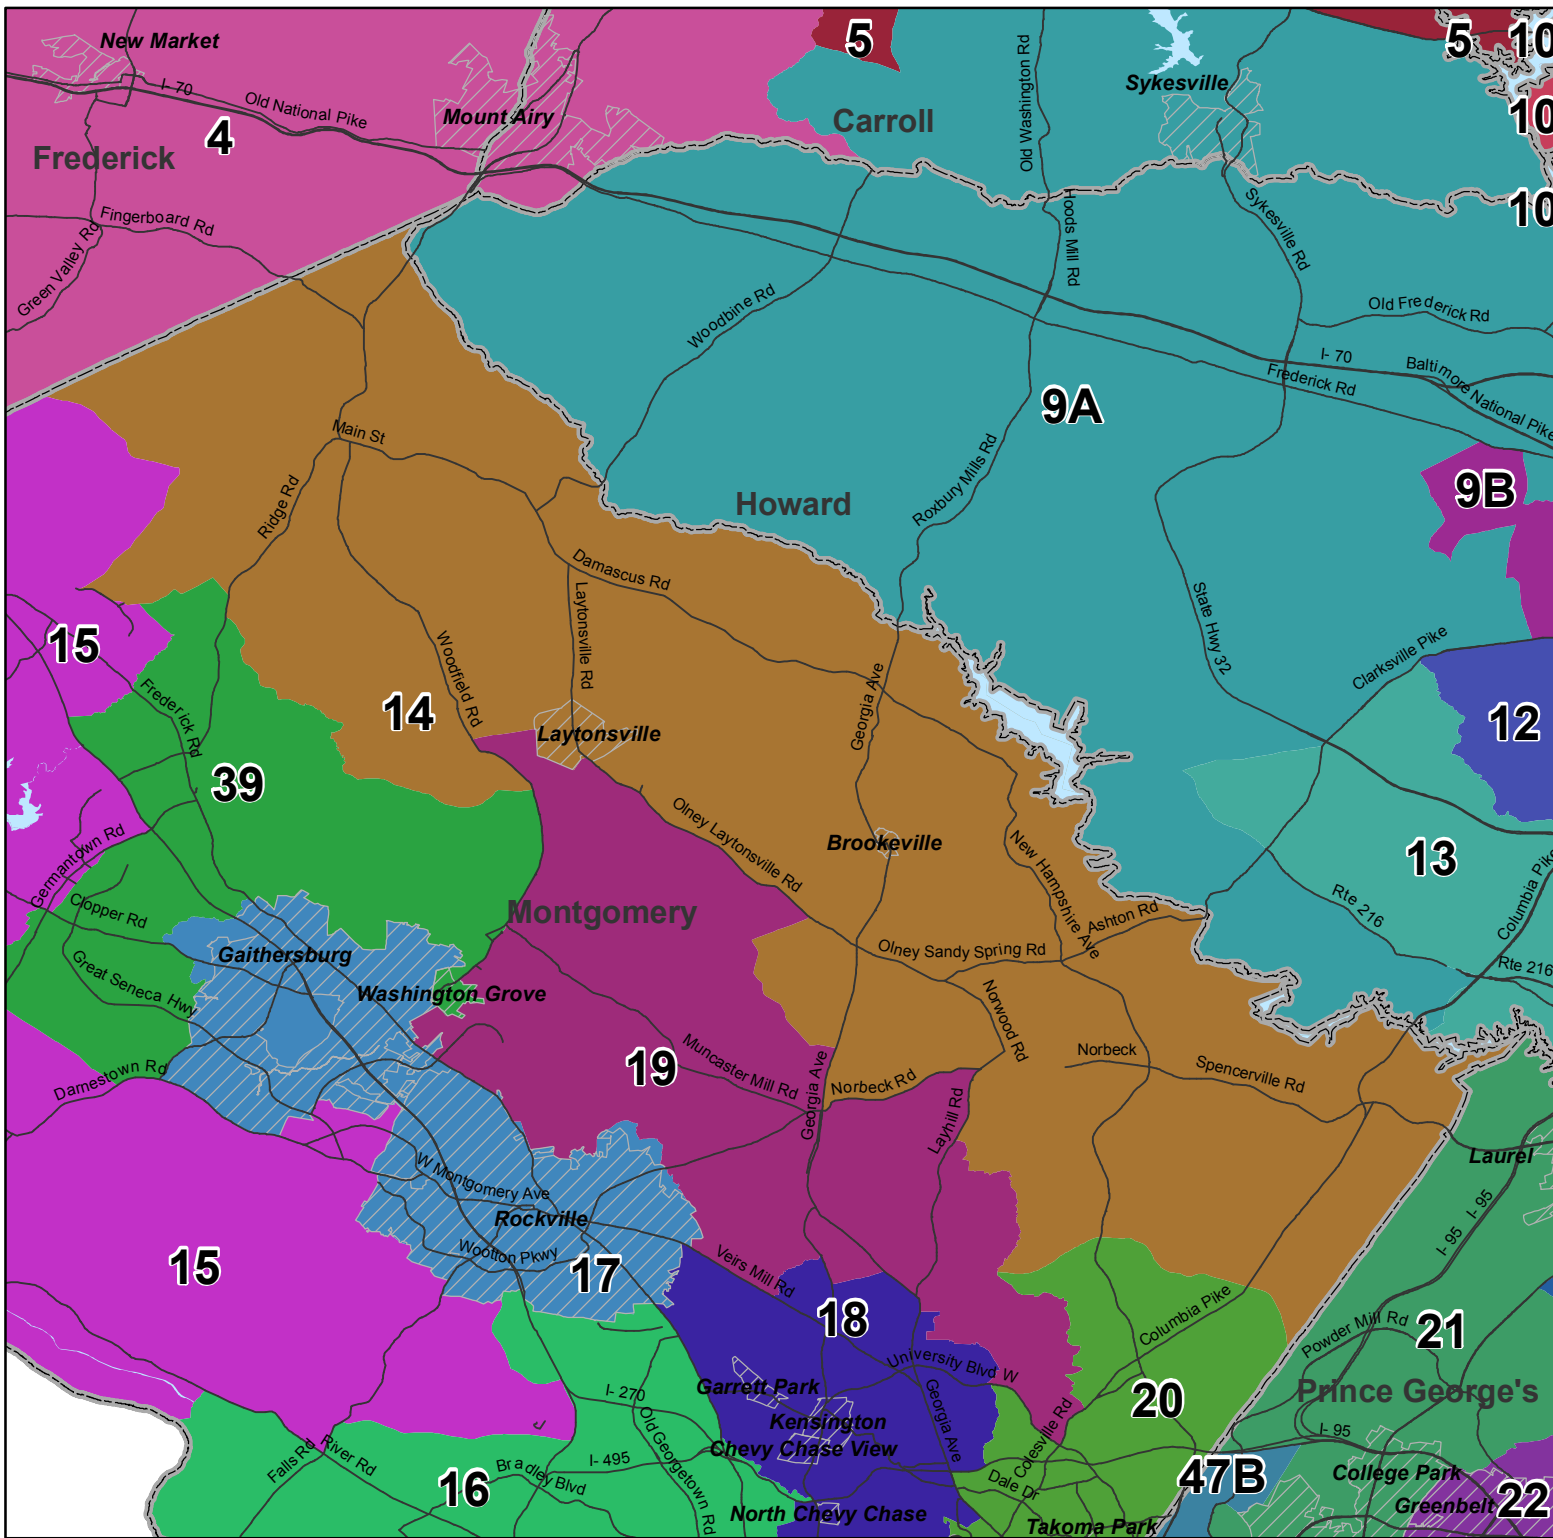 New Market
5
Sykesville
5
10
I- 70
Old National Pike
Mount Airy
Carroll
Old Washington Rd
10
4
Frederick
Hoods Mill Rd
10
Fingerboard Rd
Green Valley Rd
Sykesville Rd
Woodbine Rd
Old Frederick Rd
I- 70
Baltimore National Pike
Frederick Rd
9A
Main St
Ridge Rd
Roxbury Mills Rd
Howard
9B
Damascus Rd
Laytonsville Rd
State Hwy 32
15
Woodfield Rd
Clarksville Pike
Frederick Rd
14
Georgia Ave
12
Laytonsville
39
Olney Laytonsville Rd
Brookeville
New Hampshire Ave
13
Germantown Rd
Clopper Rd
Montgomery
Ashton Rd
Rte 216
Columbia Pike
Gaithersburg
Olney Sandy Spring Rd
Great Seneca Hwy
Washington Grove
Rte 216
Norwood Rd
19
Muncaster Mill Rd
Norbeck
Darnestown Rd
Georgia Ave
Norbeck Rd
Spencerville Rd
Layhill Rd
Laurel
W Montgomery Ave
Rockville
I- 95
I- 95
15
Wootton Pkwy
17
Veirs Mill Rd
18
Columbia Pike
Powder Mill Rd
21
University Blvd W
Garrett Park
I- 270
Georgia Ave
20
Prince George's
Kensington
Old Georgetown Rd
Colesville Rd
Chevy Chase View
I- 95
Falls Rd
River Rd
I- 495
Bradley Blvd
16
Dale Dr
47B
College Park
Greenbelt
22
North Chevy Chase
Takoma Park